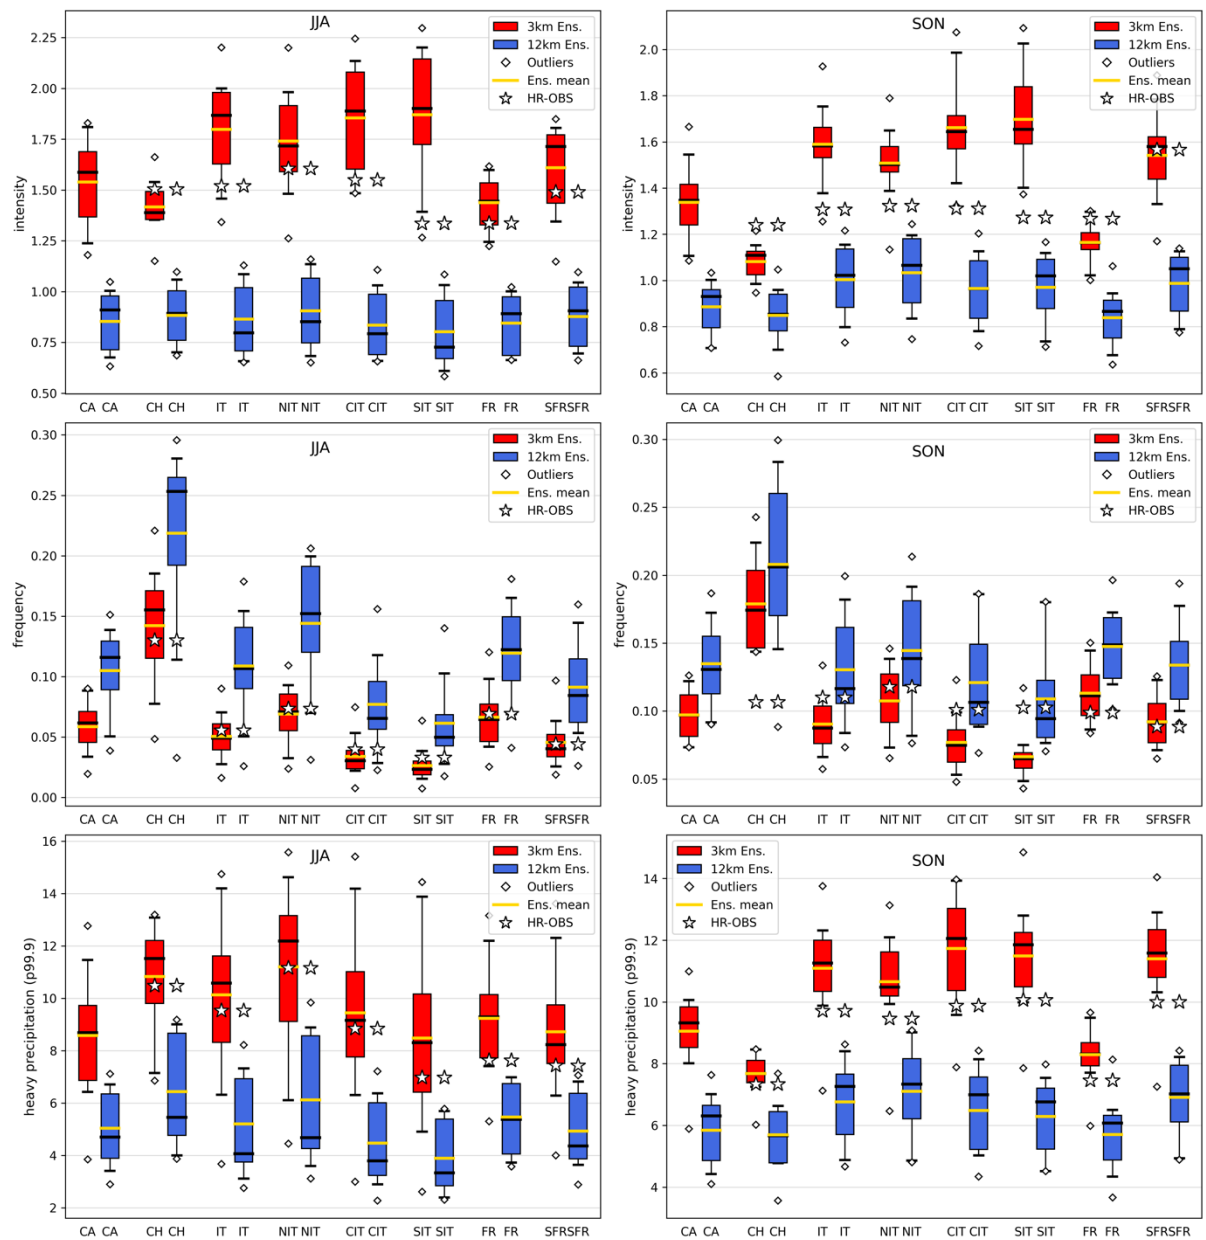 JJA
intensity
2.25
2.00
1.75
1.50
1.25
1.00
0.75
0.50
3km Ens.
12km Ens.
Outliers
Ens. mean
HR-OBS
CA CA CH CH IT IT NIT NIT CIT CIT SIT SIT FR FR SFR SFR
SON
intensity
2.0
1.8
1.6
1.4
1.2
1.0
0.8
0.6
3km Ens.
12km Ens.
Outliers
Ens. mean
HR-OBS
CA CA CH CH IT IT NIT NIT CIT CIT SIT SIT FR FR SFR SFR
JJA
frequency
0.30
0.25
0.20
0.15
0.10
0.05
0.00
3km Ens.
12km Ens.
Outliers
Ens. mean
HR-OBS
CA CA CH CH IT IT NIT NIT CIT CIT SIT SIT FR FR SFR SFR
SON
frequency
0.30
0.25
0.20
0.15
0.10
0.05
3km Ens.
12km Ens.
Outliers
Ens. mean
HR-OBS
CA CA CH CH IT IT NIT NIT CIT CIT SIT SIT FR FR SFR SFR
JJA
heavy precipitation (p99.9)
16
14
12
10
8
6
4
2
3km Ens.
12km Ens.
Outliers
Ens. mean
HR-OBS
CA CA CH CH IT IT NIT NIT CIT CIT SIT SIT FR FR SFR SFR
SON
heavy precipitation (p99.9)
14
12
10
8
6
4
3km Ens.
12km Ens.
Outliers
Ens. mean
HR-OBS
CA CA CH CH IT IT NIT NIT CIT CIT SIT SIT FR FR SFR SFR